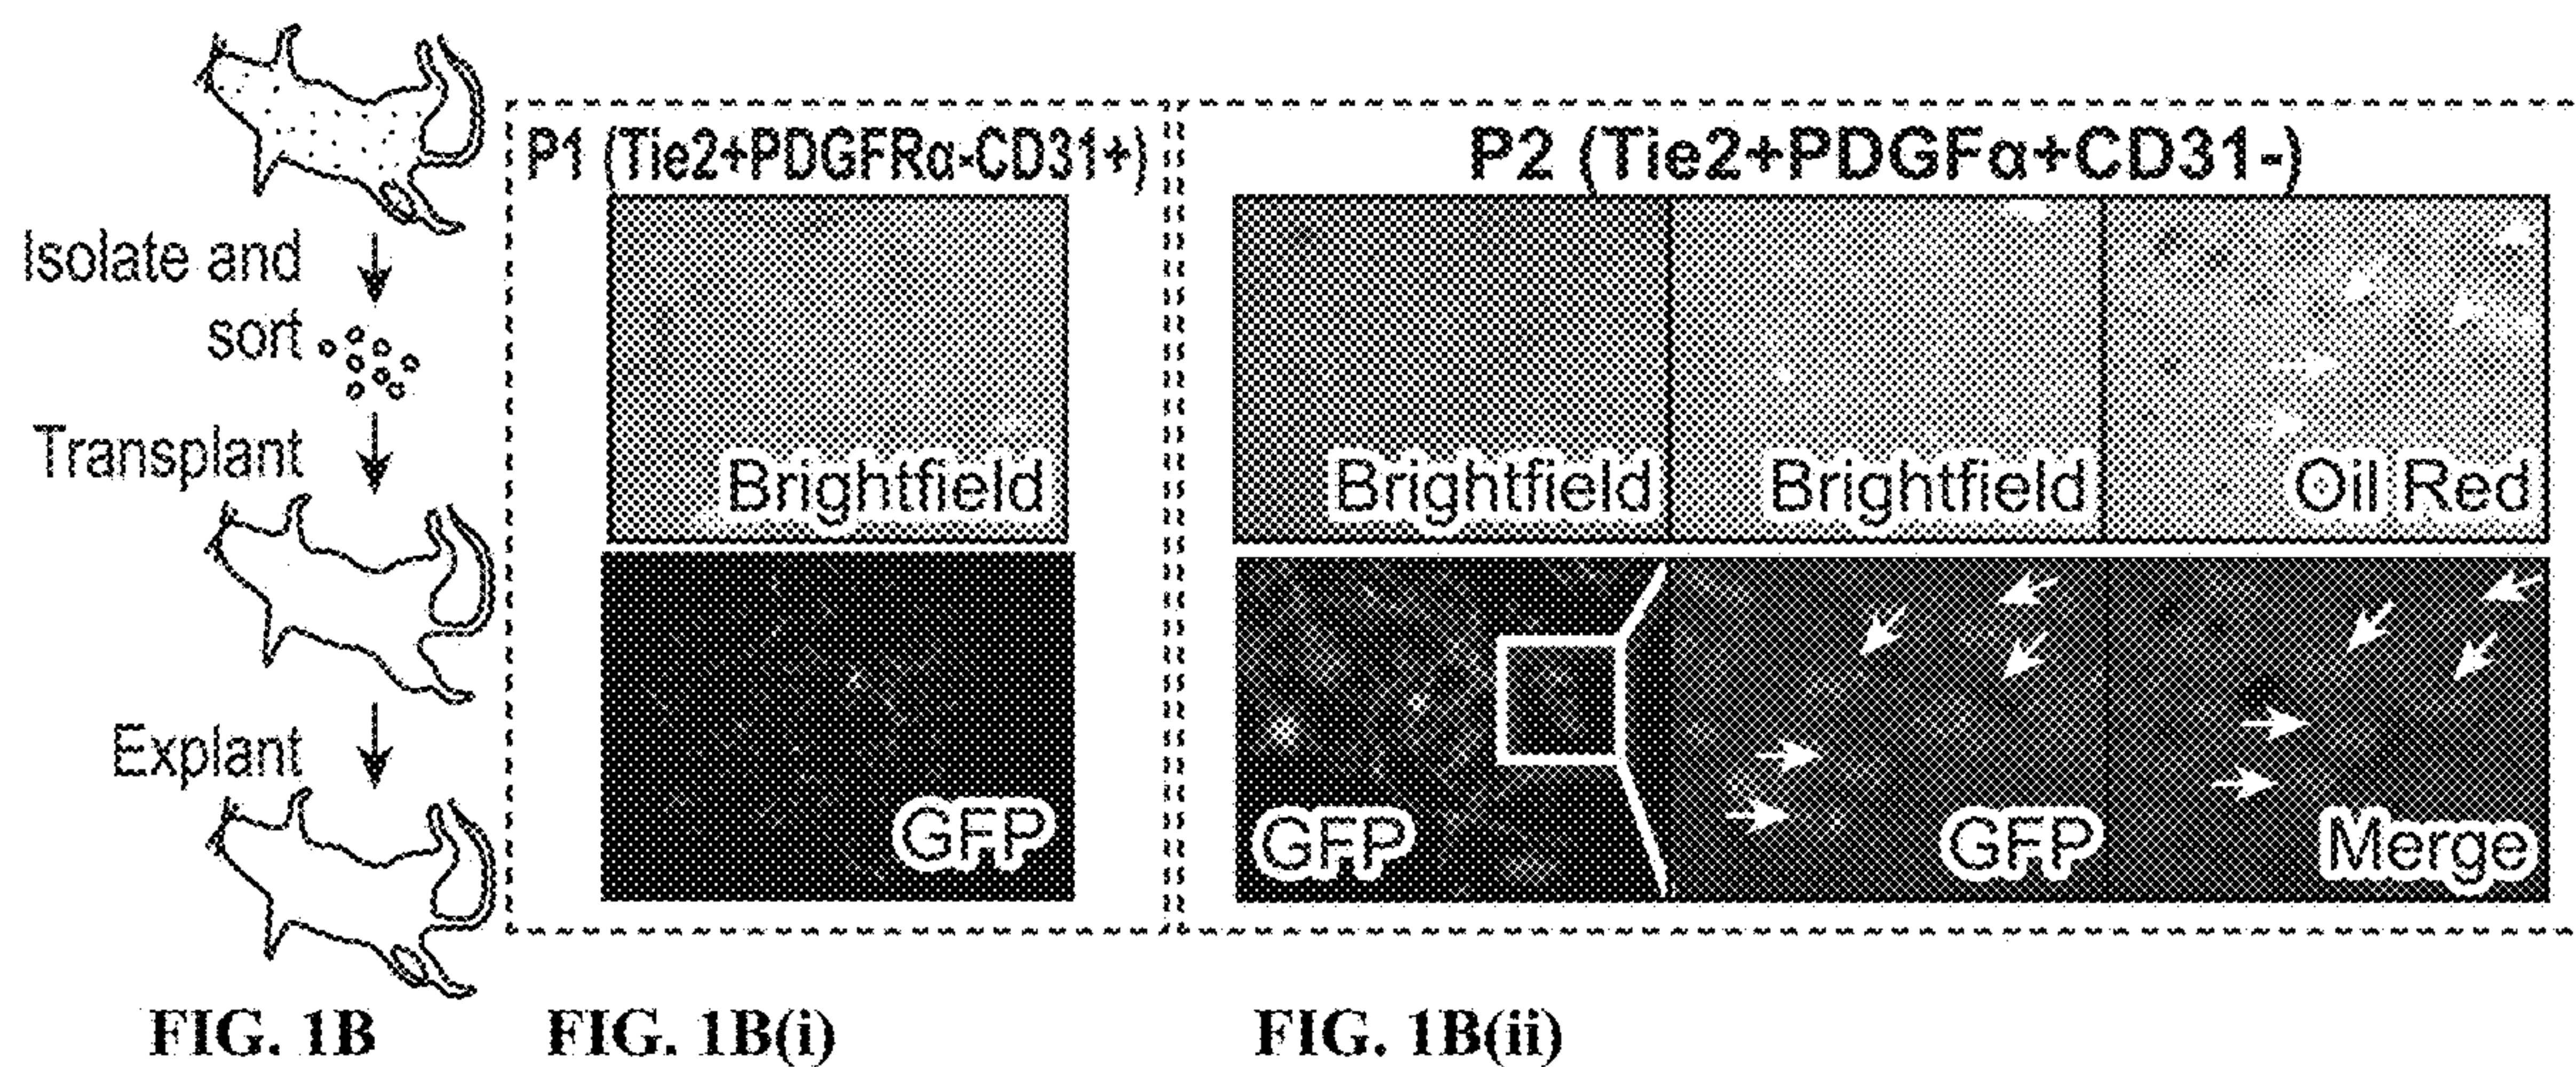 Isolate and
sort
Transplant
Explant
FIG. 1B
P1 (Tie2+PDGFRα-CD31+)
Brightfield
GFP
FIG. 1B(i)
P2 (Tie2+PDGFα+CD31-)
Brightfield
Brightfield
Oil Red
GFP
GFP
Merge
FIG. 1B(ii)